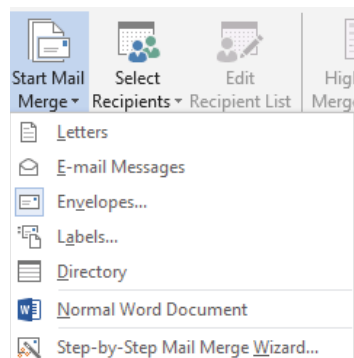 Start Mail Select Edit
Merge Recipients Recipient List
Letters
E-mail Messages
Envelopes...
Labels...
Directory
Normal Word Document
Step-by-Step Mail Merge Wizard...